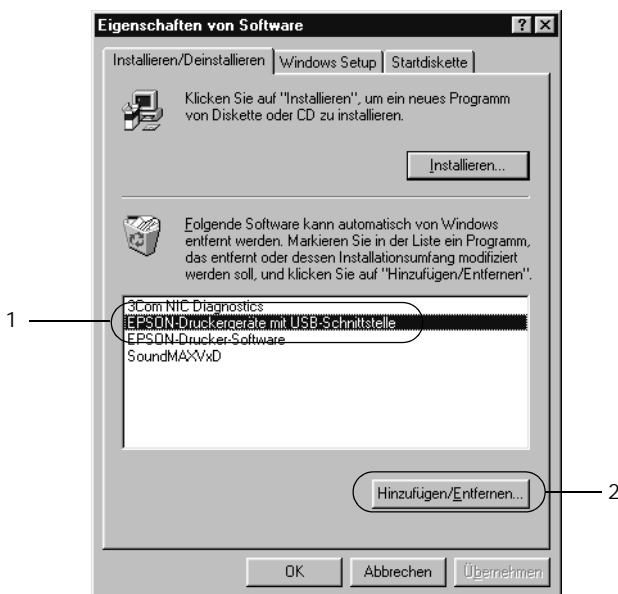 Eigenschaften von Software
Installieren/Deinstallieren Windows Setup Startdiskette
Klicken Sie auf "Installieren", um ein neues Programm
von Diskette oder CD zu installieren.
Installieren...
Folgende Software kann automatisch von Windows
entfernt werden. Markieren Sie in der Liste ein Programm,
das entfernt oder dessen Installationsumfang modifiziert
werden soll, und klicken Sie auf "Hinzufügen/Entfernen".
3Com NIC Diagnostics
1 EPSON-Druckergeräte mit USB-Schnittstelle
EPSON-Drucker-Software
SoundMAXVxD
Hinzufügen/Entfernen... 2
OK Abbrechen Übernehmen